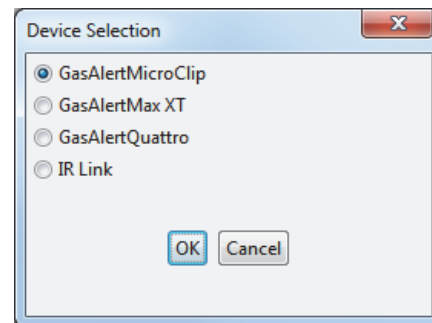 Device Selection
GasAlertMicroClip
GasAlertMax XT
GasAlertQuattro
IR Link
OK Cancel